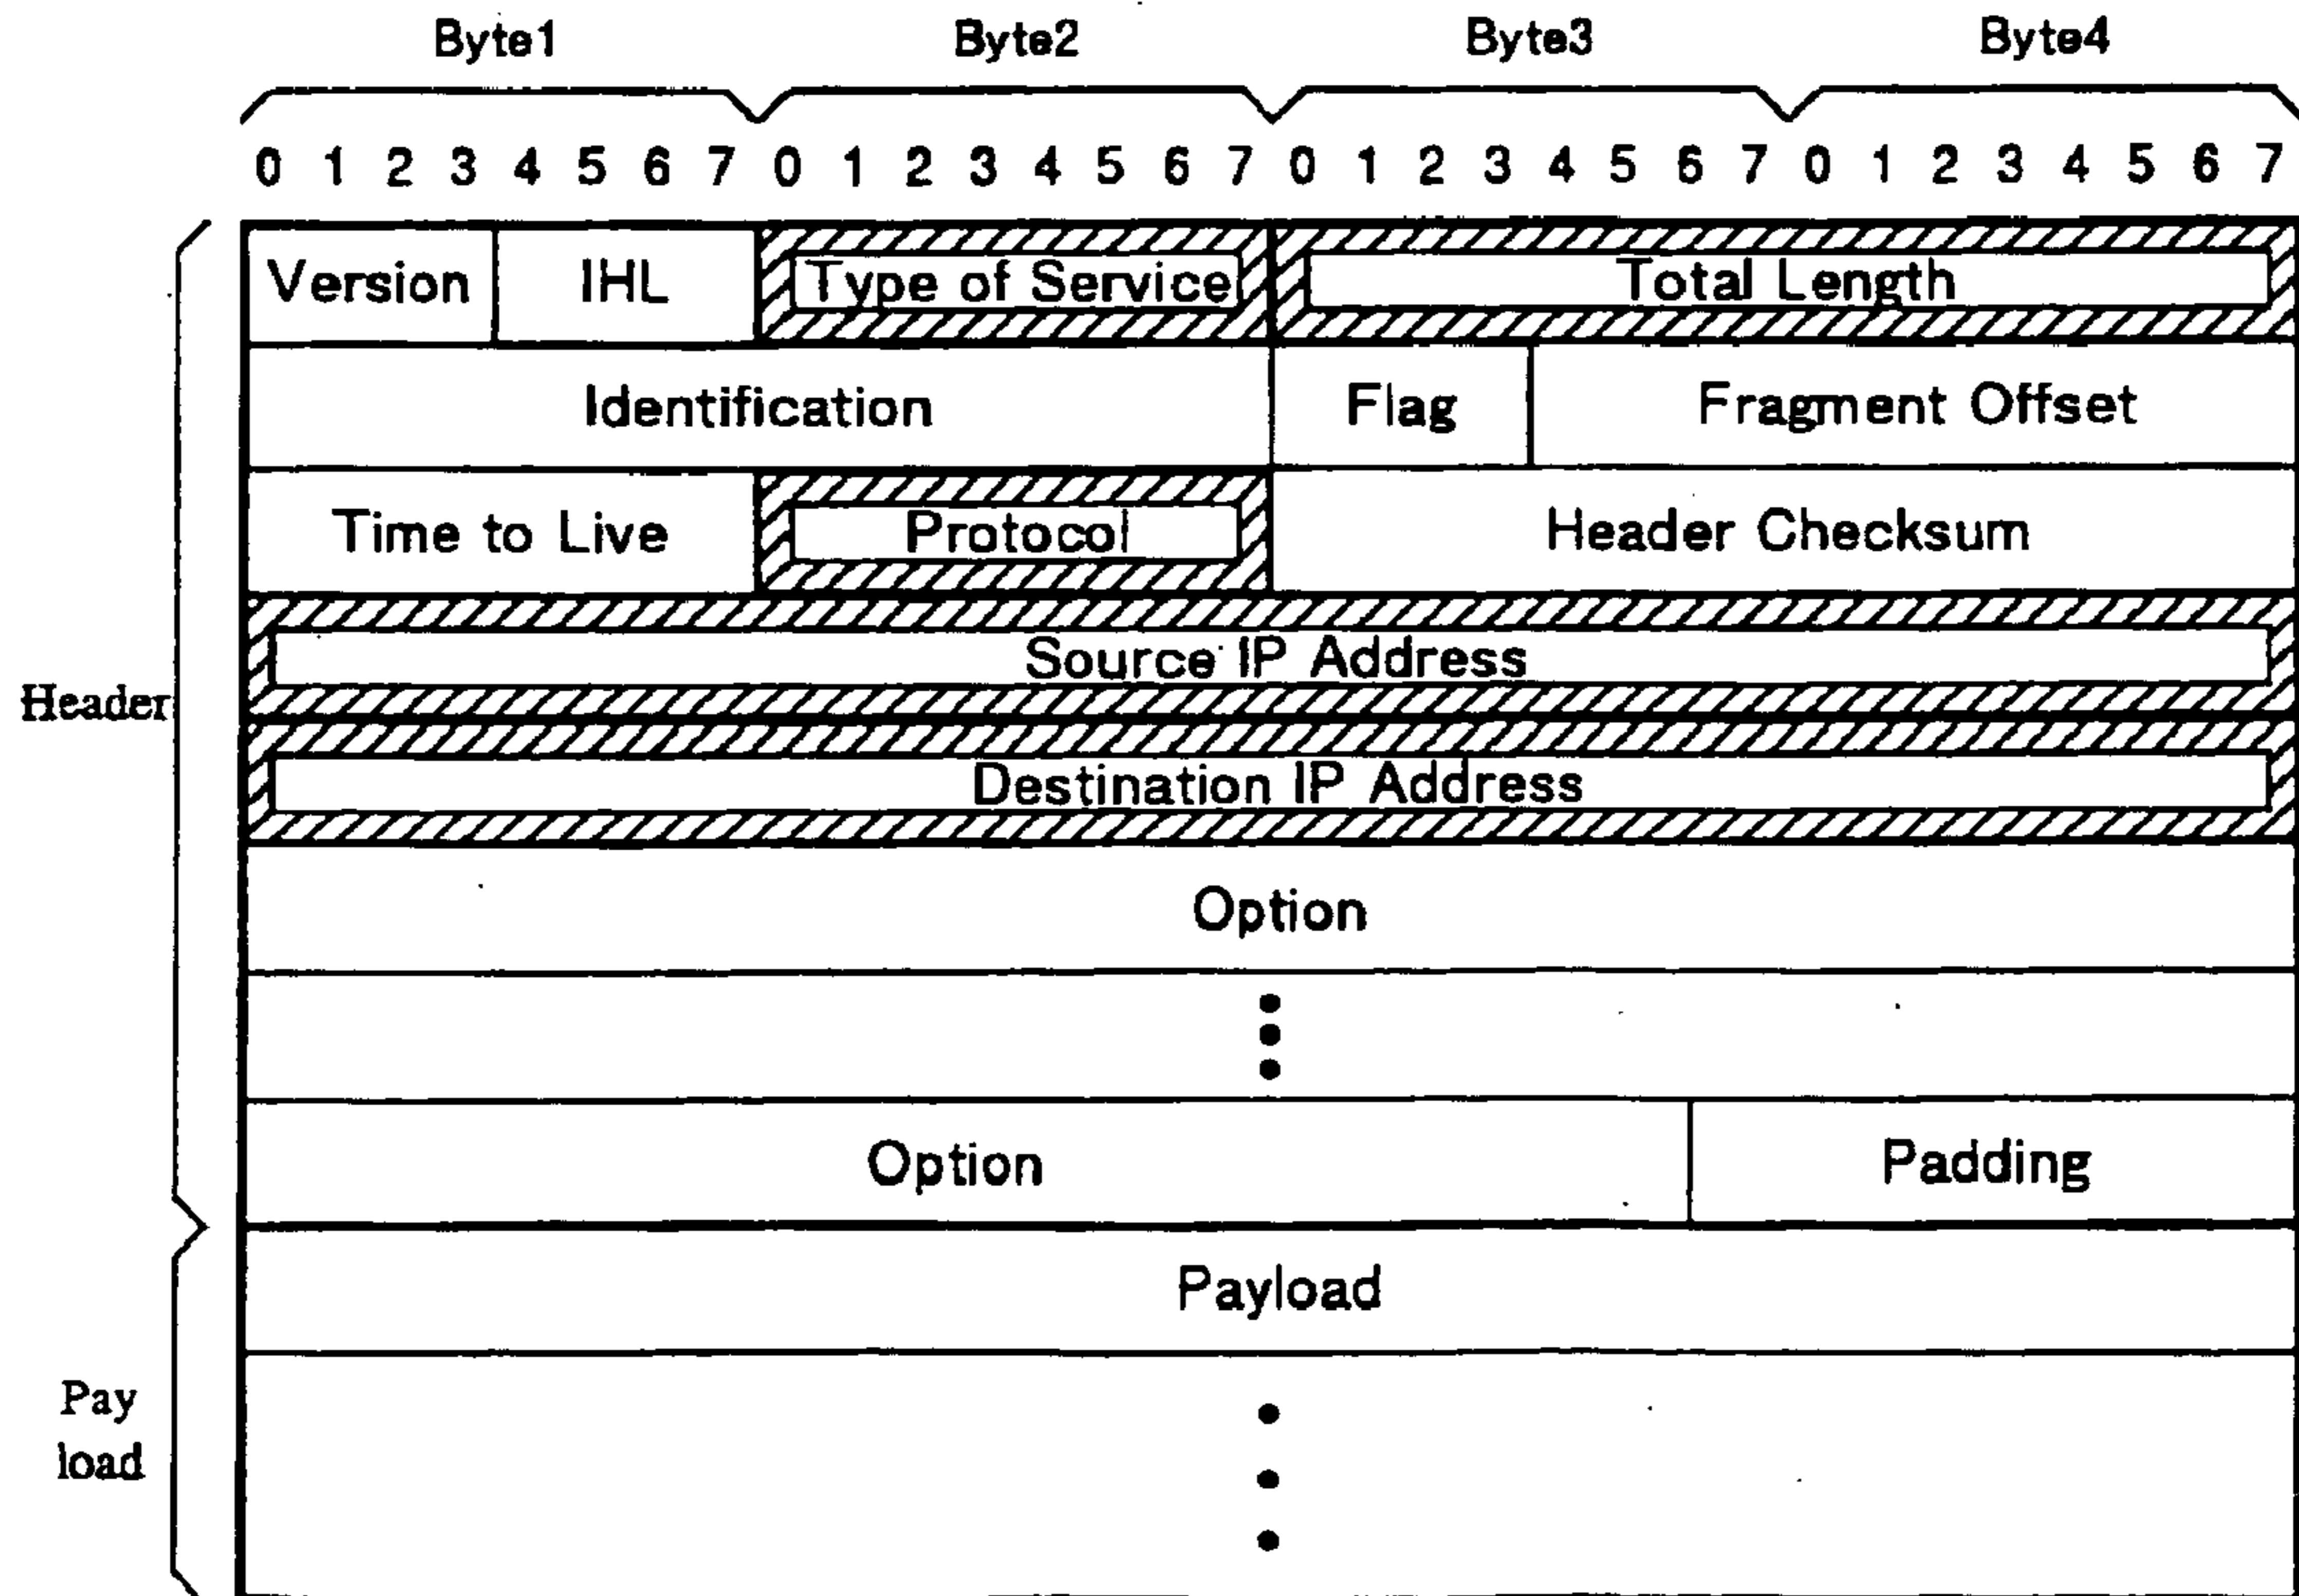 Byte1 Byte2 Byte3 Byte4
0 1 2 3 4 5 6 7 0 1 2 3 4 5 6 7 0 1 2 3 4 5 6 7 0 1 2 3 4 5 6 7
Version IHL Type of Service Total Length
Identification Flag Fragment Offset
Time to Live Protocol Header Checksum
Source IP Address
Header
Destination IP Address
Option
Option Padding
Payload
Pay
load